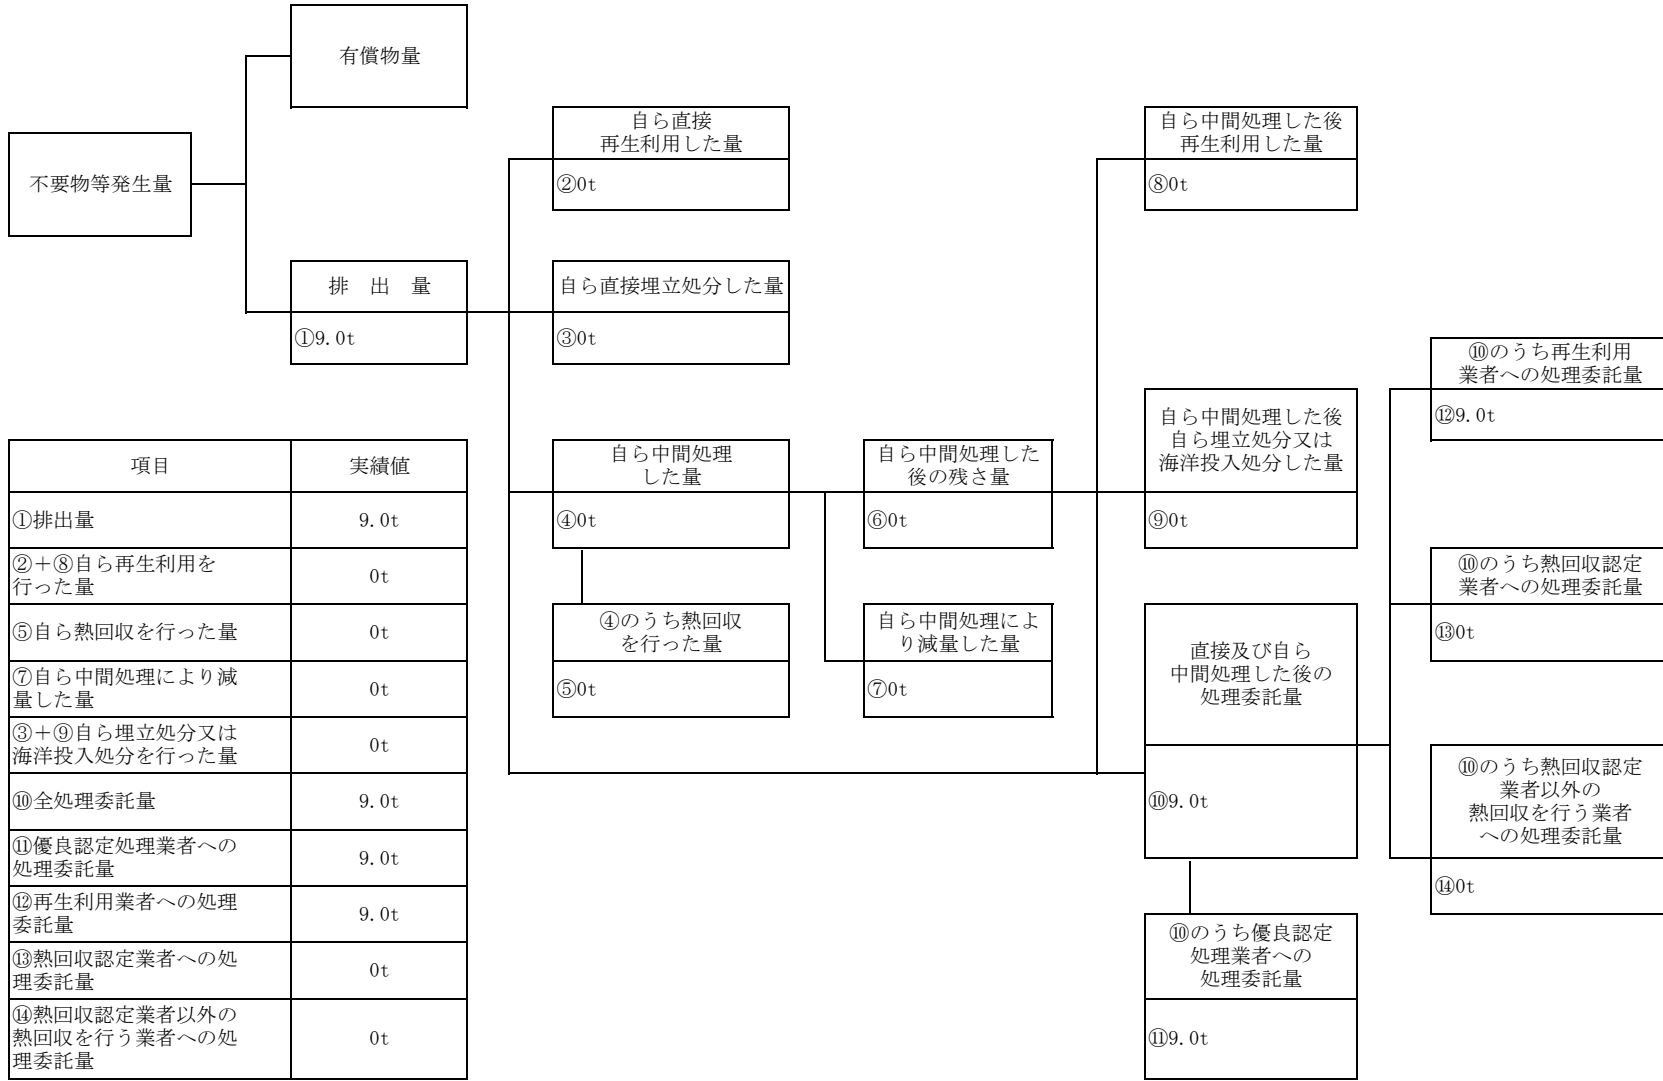 有償物量
不要物等発生量
排　出　量
①9.0t
自ら直接
再生利用した量
②0t
自ら直接埋立処分した量
③0t
自ら中間処理
した量
④0t
④のうち熱回収
を行った量
⑤0t
自ら中間処理した
後の残さ量
⑥0t
自ら中間処理によ
り減量した量
⑦0t
自ら中間処理した後
再生利用した量
⑧0t
自ら中間処理した後
自ら埋立処分又は
海洋投入処分した量
⑨0t
直接及び自ら
中間処理した後の
処理委託量
⑩9.0t
⑩のうち優良認定
処理業者への
処理委託量
⑪9.0t
⑩のうち再生利用
業者への処理委託量
⑫9.0t
⑩のうち熱回収認定
業者への処理委託量
⑬0t
⑩のうち熱回収認定
業者以外の
熱回収を行う業者
への処理委託量
⑭0t
項目 実績値
①排出量 9.0t
②＋⑧自ら再生利用を
行った量 0t
⑤自ら熱回収を行った量 0t
⑦自ら中間処理により減
量した量 0t
③＋⑨自ら埋立処分又は
海洋投入処分を行った量 0t
⑩全処理委託量 9.0t
⑪優良認定処理業者への
処理委託量 9.0t
⑫再生利用業者への処理
委託量 9.0t
⑬熱回収認定業者への処
理委託量 0t
⑭熱回収認定業者以外の
熱回収を行う業者への処 0t
理委託量